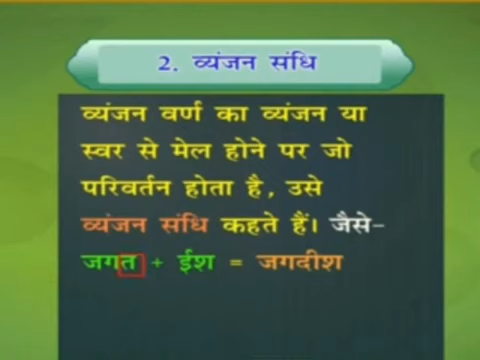 2. व्यंजन संधि
व्यंजन वर्ण का व्यंजन या
स्वर से मेल होने पर जो
परिवर्तन होता है, उसे
व्यंजन संधि कहते हैं। जैसे-
जगत + ईश = जगदीश